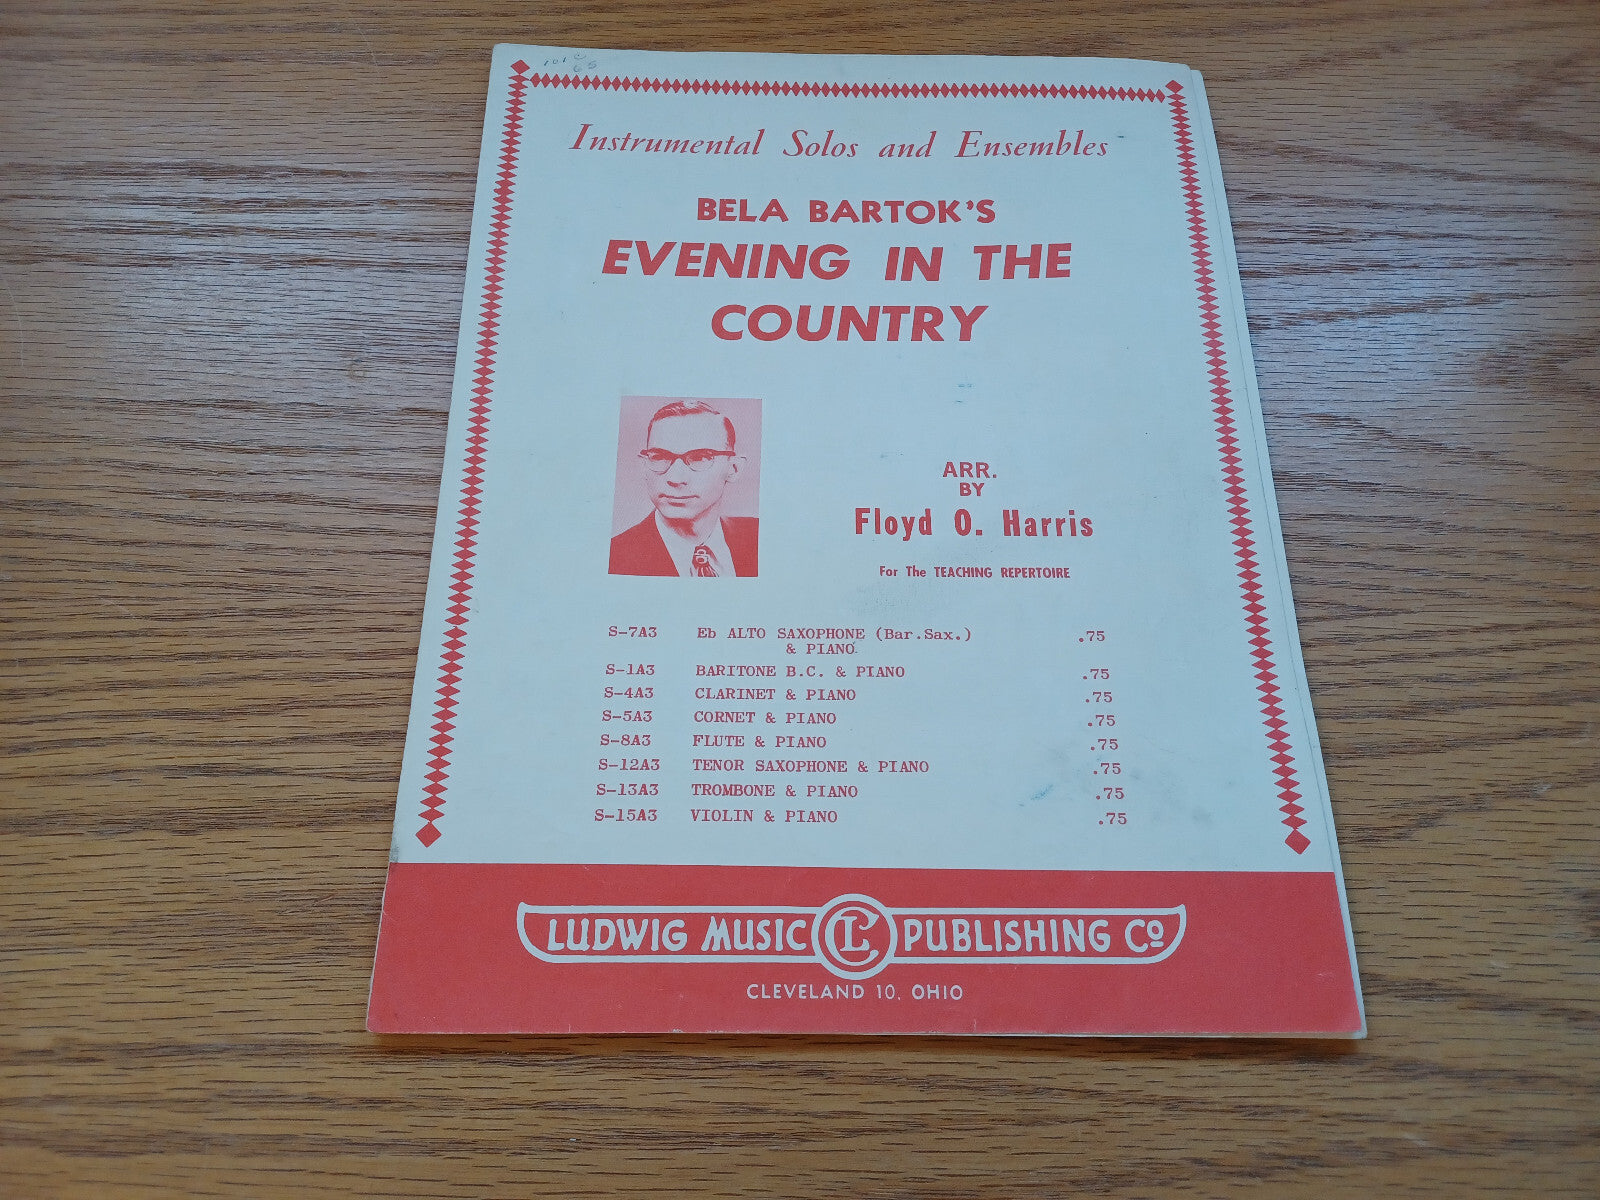 Instrumental Solos and Ensembles
BELA BARTOK'S
EVENING IN THE
COUNTRY
ARR.
BY
Floyd O. Harris
For The TEACHING REPERTOIRE
S-7A3 Eb ALTO SAXOPHONE (Bar.Sax.) .75
& PIANO.
S-1A3 BARITONE B.C. & PIANO .75
S-4A3 CLARINET & PIANO .75
S-5A3 CORNET & PIANO .75
S-8A3 FLUTE & PIANO .75
S-12A3 TENOR SAXOPHONE & PIANO .75
S-13A3 TROMBONE & PIANO .75
S-15A3 VIOLIN & PIANO .75
LUDWIG MUSIC PUBLISHING Cº
CLEVELAND 10, OHIO